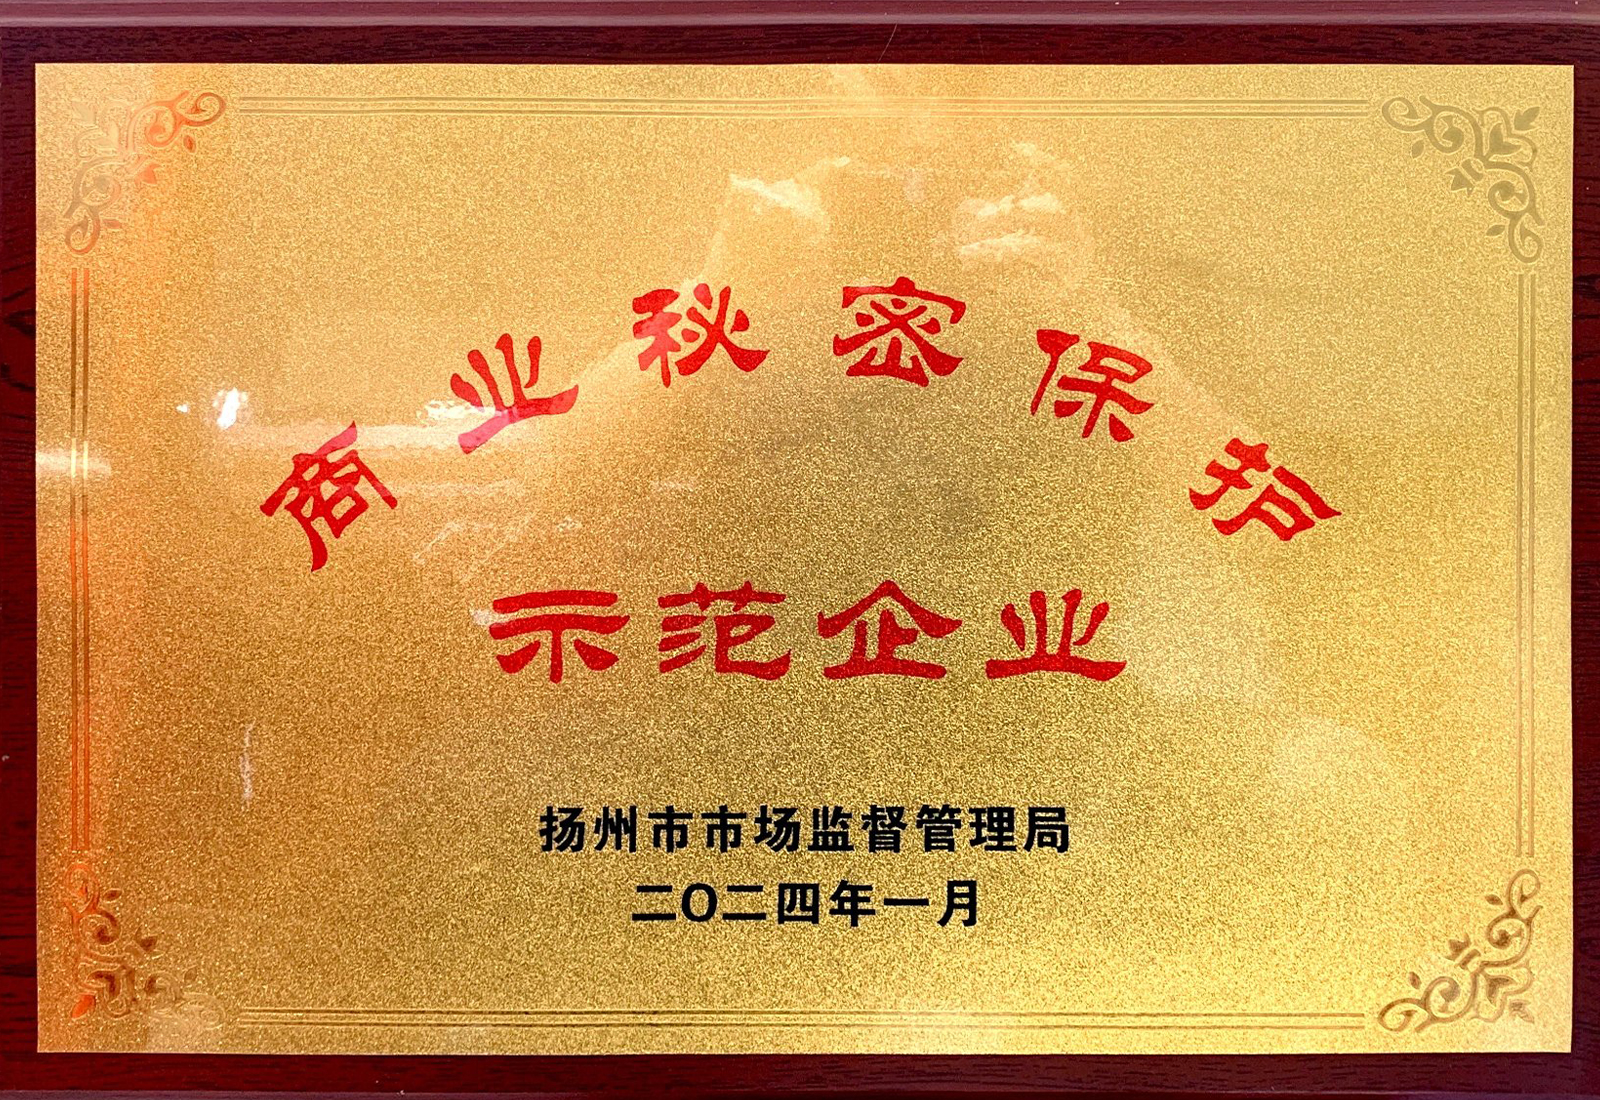 商业秘密保护
示范企业
扬州市市场监督管理局
二〇二四年一月